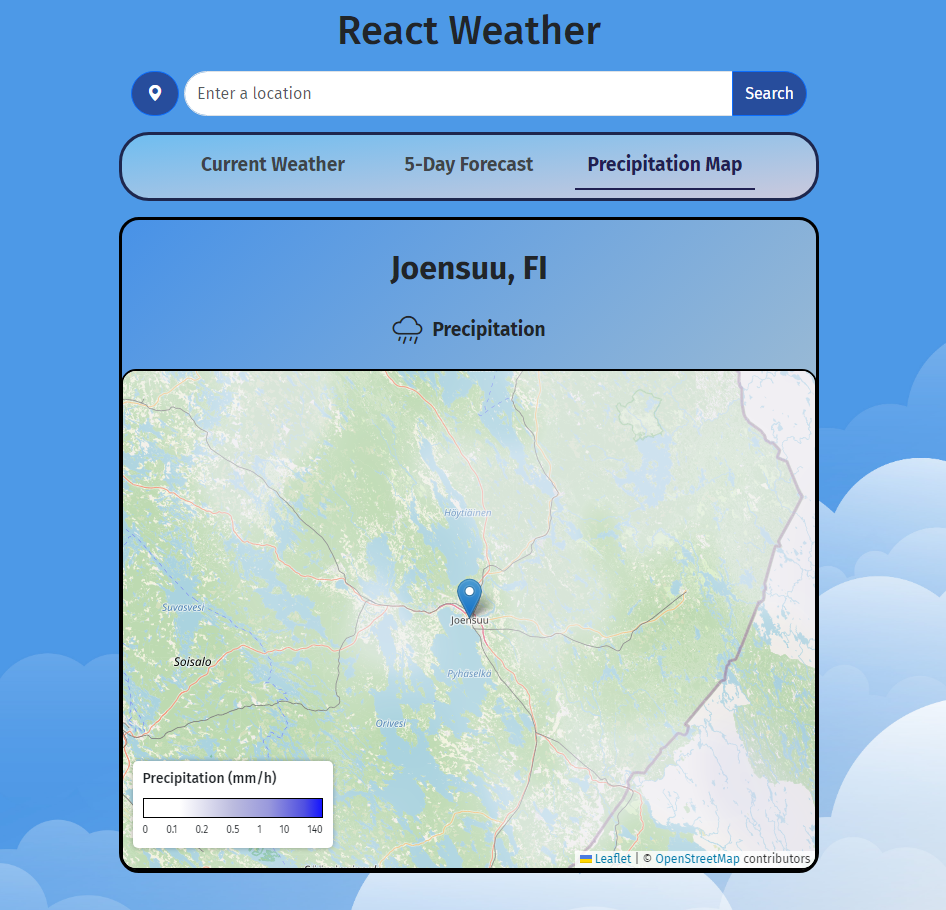 React Weather
Enter a location
Search
Current Weather
5-Day Forecast
Precipitation Map
Joensuu, FI
Precipitation
Höytiäinen
Suvasvesi
Joensuu
Soisalo
Pyhäselkä
Orivesi
Precipitation (mm/h)
0 0.1 0.2 0.5 1 10 140
Leaflet | © OpenStreetMap contributors